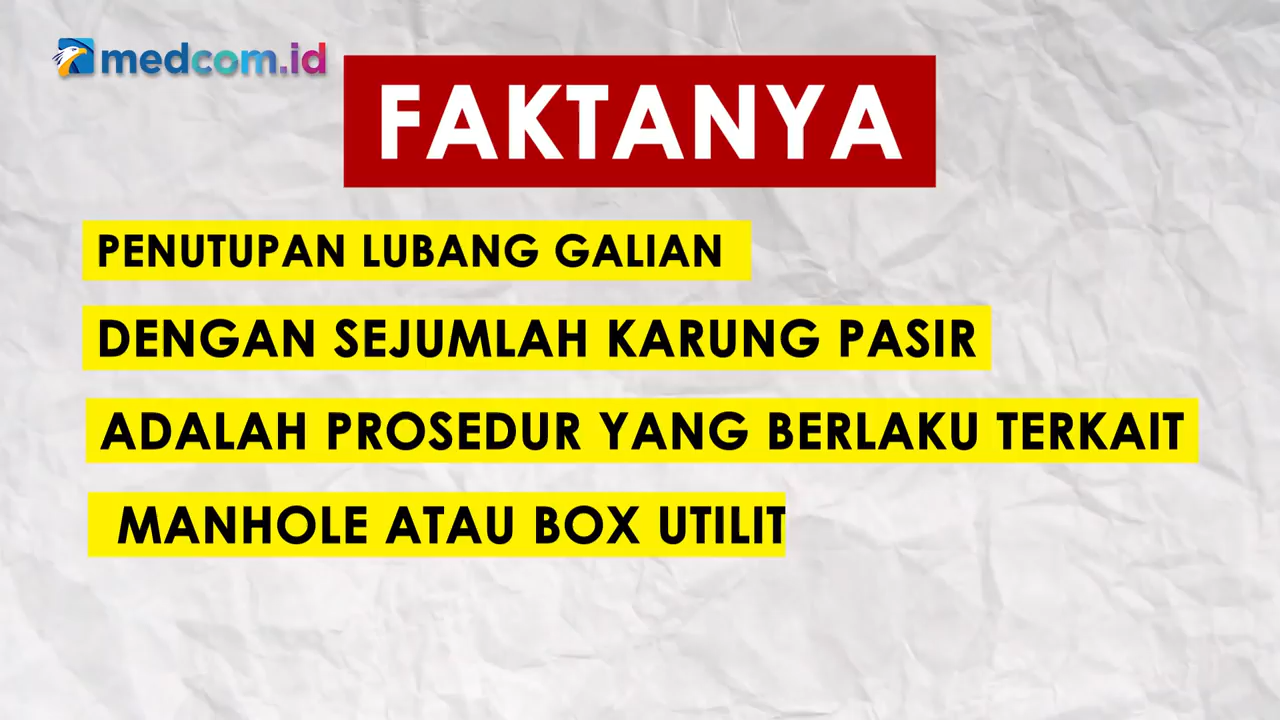 medcom.id
FAKTANYA
PENUTUPAN LUBANG GALIAN
DENGAN SEJUMLAH KARUNG PASIR
ADALAH PROSEDUR YANG BERLAKU TERKAIT
MANHOLE ATAU BOX UTILIT